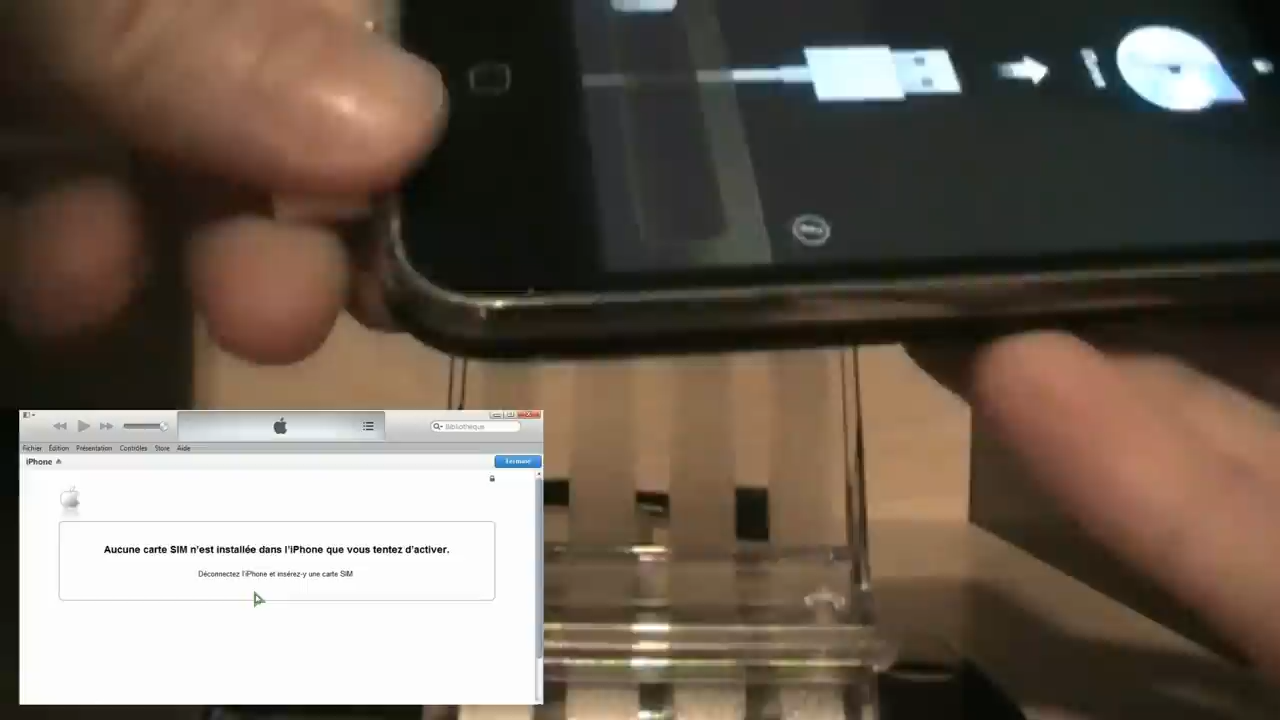 Bibliothèque
Fichier Édition Présentation Contrôles Store Aide
iPhone
Terminé
Aucune carte SIM n'est installée dans l'iPhone que vous tentez d'activer.
Déconnectez l'iPhone et insérez-y une carte SIM